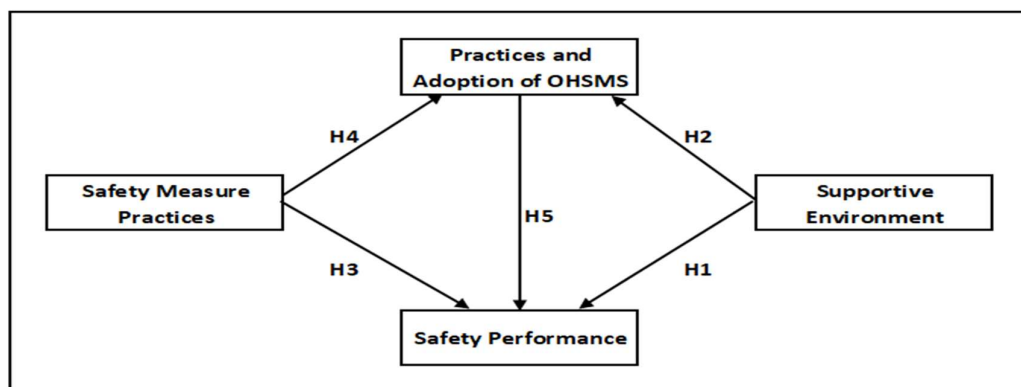 Practices and
Adoption of OHSMS
H4
H2
Safety Measure
Practices
Supportive
Environment
H5
H3
H1
Safety Performance